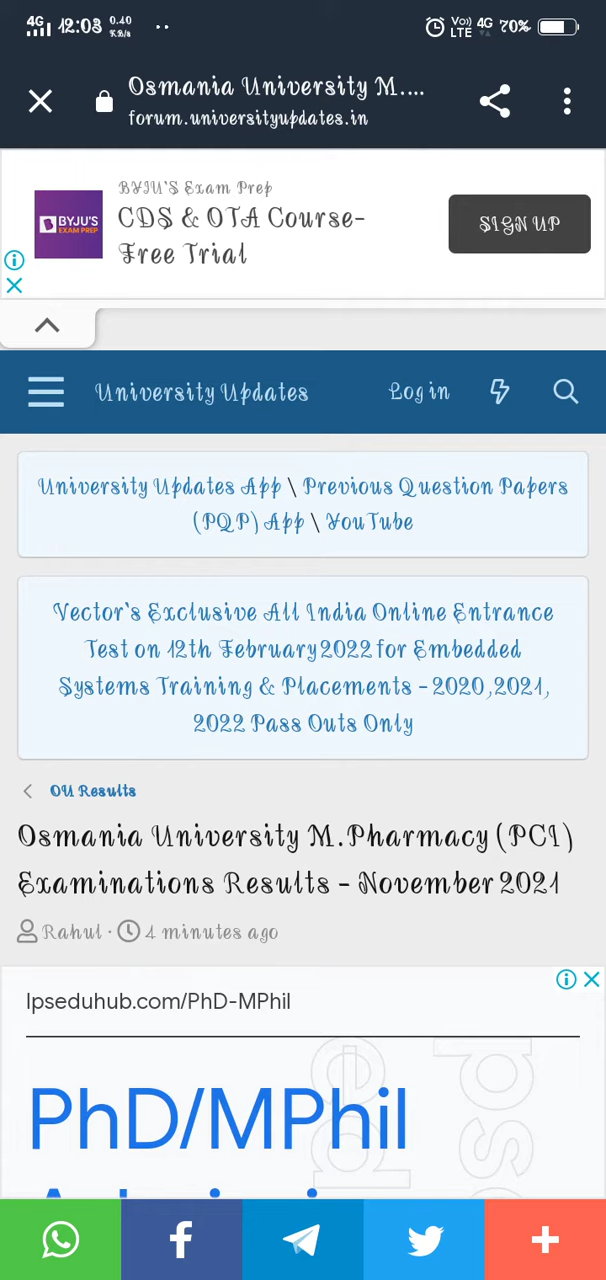 4G 12:03 0.40 KB/s
Vo)) LTE 4G 70%
Osmania University M....
forum.universityupdates.in
BYJU'S Exam Prep
BYJU'S
EXAM PREP
CDS & OTA Course-
Free Trial
SIGN UP
University Updates Log in
University Updates App \ Previous Question Papers
(PQP) App \ YouTube
Vector's Exclusive All India Online Entrance
Test on 12th February 2022 for Embedded
Systems Training & Placements - 2020, 2021,
2022 Pass Outs Only
OU Results
Osmania University M.Pharmacy (PCI)
Examinations Results - November 2021
Rahul · 4 minutes ago
lpseduhub.com/PhD-MPhil
PhD/MPhil